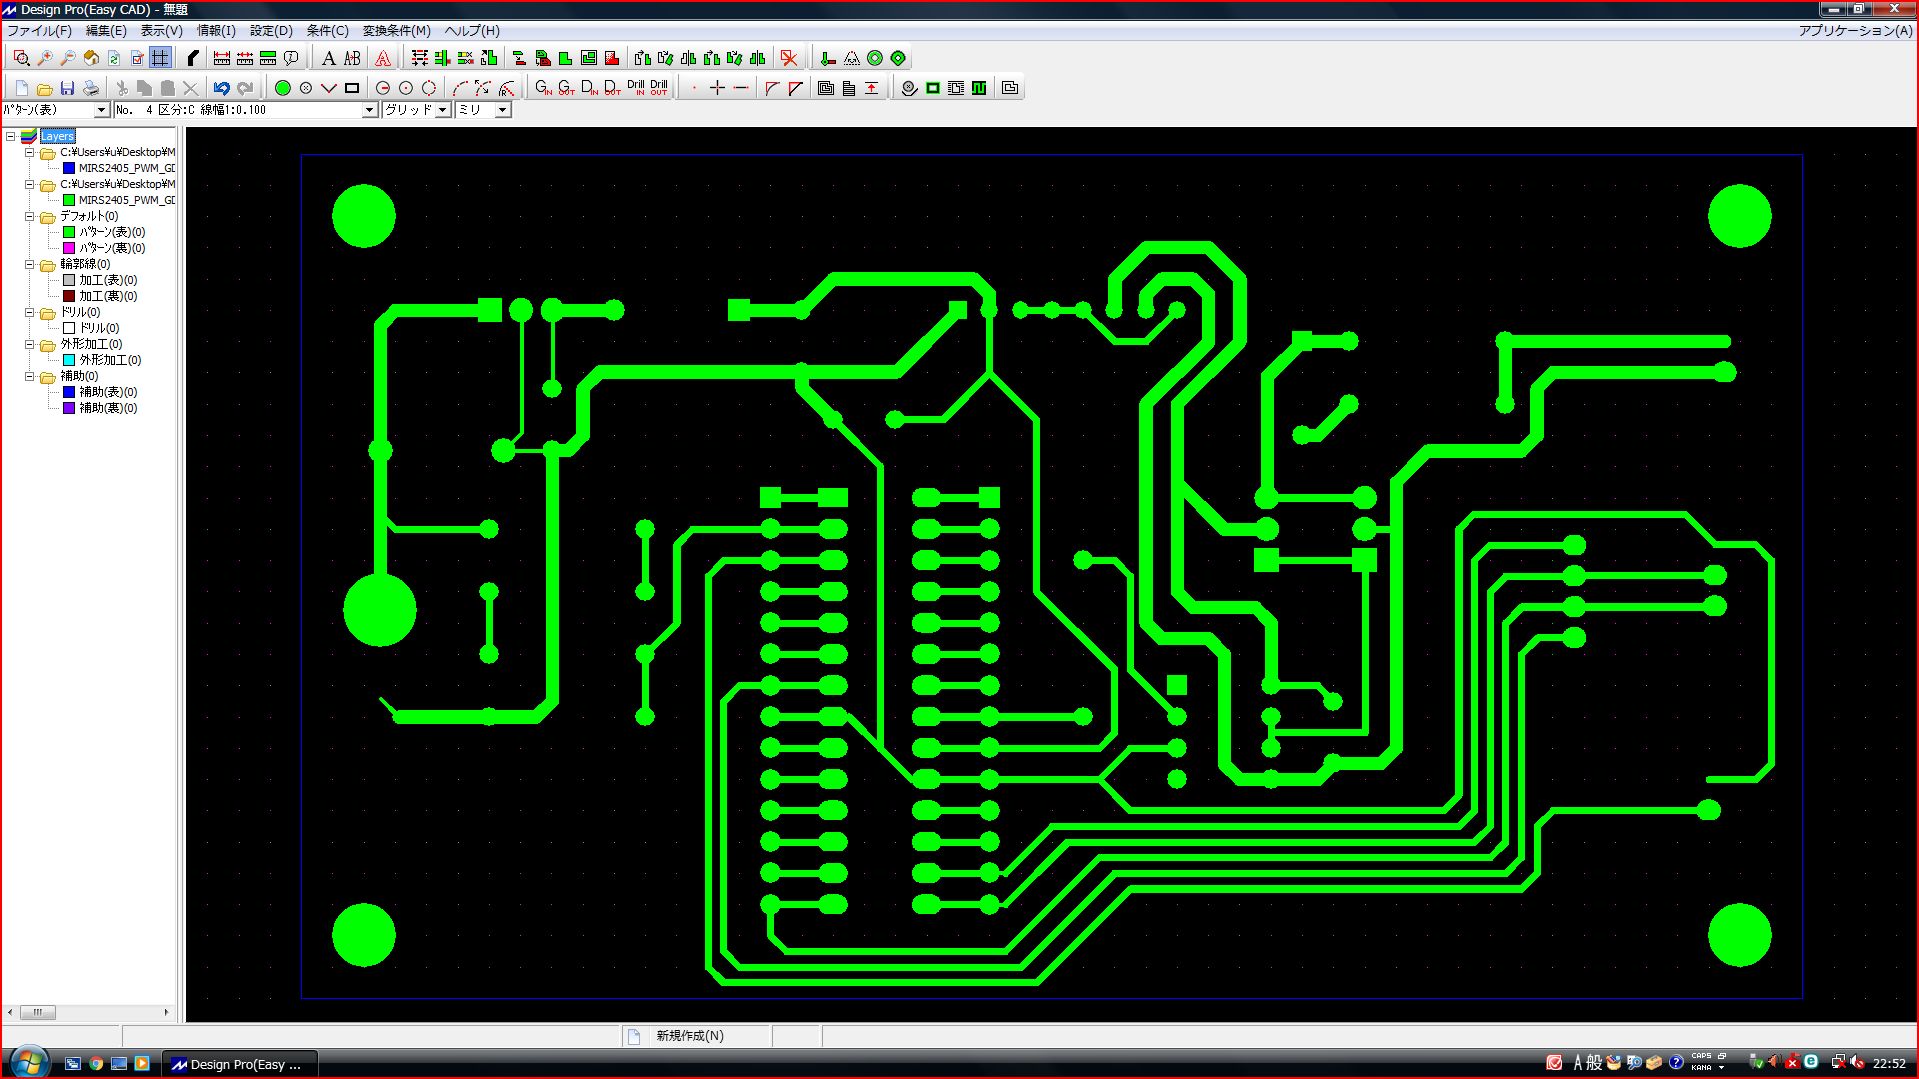 Design Pro(Easy CAD) - 無題
ファイル(F) 編集(E) 表示(V) 情報(I) 設定(D) 条件(C) 変換条件(M) ヘルプ(H) アプリケーション(A)
A A·B A
G IN G OUT D IN D OUT Drill IN Drill OUT
ﾊﾟﾀｰﾝ(表) No. 4 区分:C 線幅1:0.100 グリッド ミリ
Layers
C:¥Users¥u¥Desktop¥M
MIRS2405_PWM_GD
C:¥Users¥u¥Desktop¥M
MIRS2405_PWM_GD
デフォルト(0)
ﾊﾟﾀｰﾝ(表)(0)
ﾊﾟﾀｰﾝ(裏)(0)
輪郭線(0)
加工(表)(0)
加工(裏)(0)
ドリル(0)
ドリル(0)
外形加工(0)
外形加工(0)
補助(0)
補助(表)(0)
補助(裏)(0)
新規作成(N)
Design Pro(Easy ...
A 般 CAPS KANA 22:52